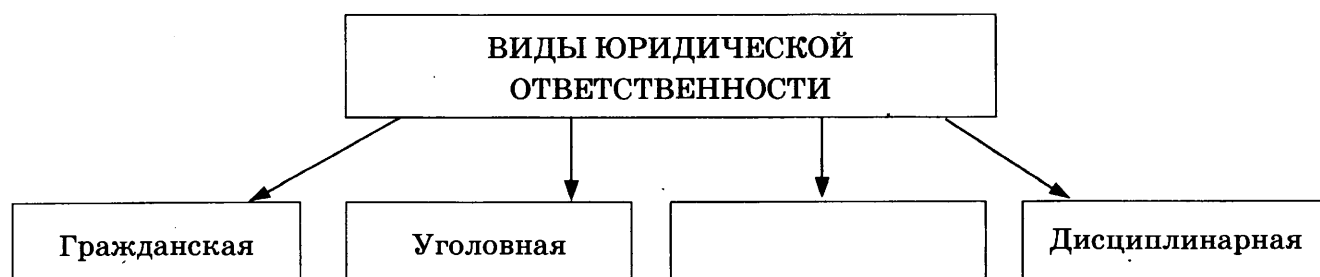 ВИДЫ ЮРИДИЧЕСКОЙ
ОТВЕТСТВЕННОСТИ
Гражданская
Уголовная
Дисциплинарная